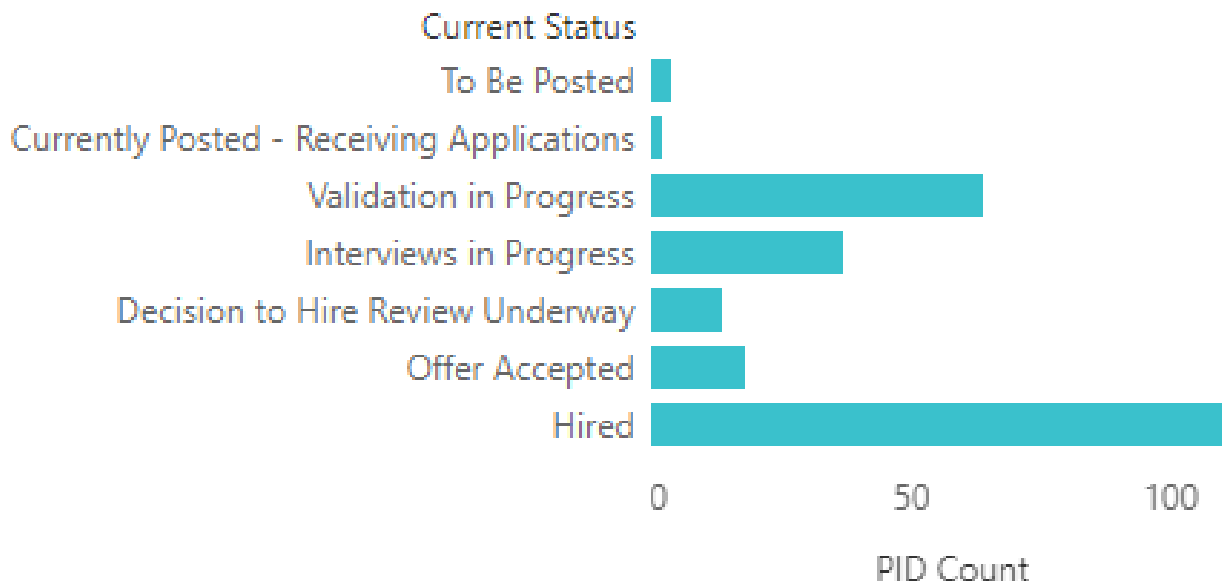 Current Status
To Be Posted
Currently Posted - Receiving Applications
Validation in Progress
Interviews in Progress
Decision to Hire Review Underway
Offer Accepted
Hired
0 50 100
PID Count